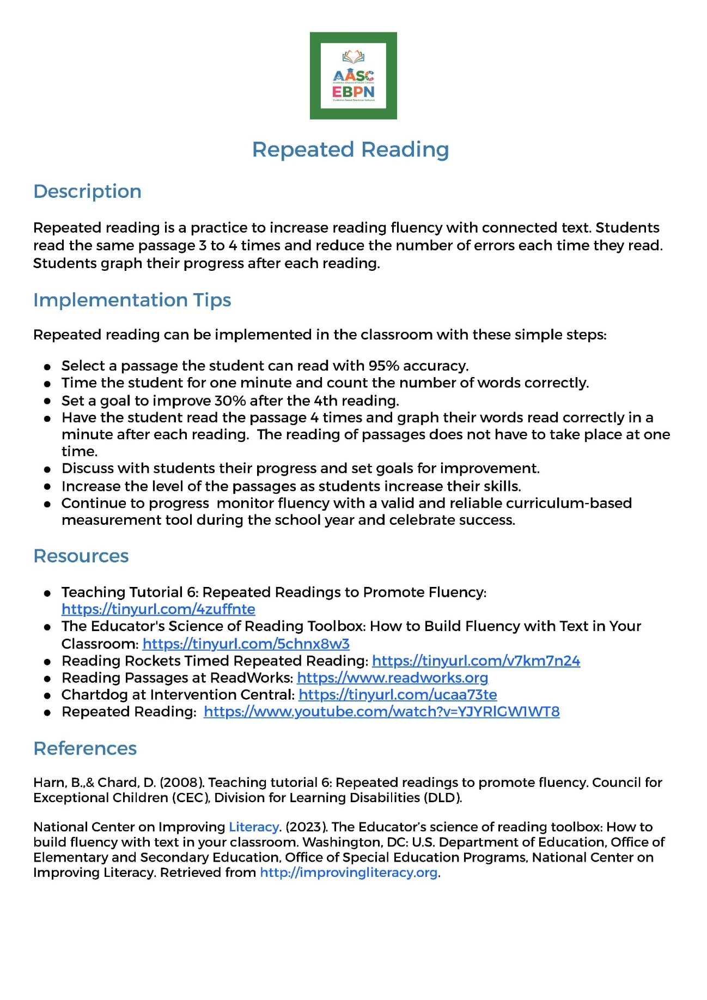 AASC
Academic Alliance of South Carolina
EBPN
Evidence-Based Practices Network
Repeated Reading
Description
Repeated reading is a practice to increase reading fluency with connected text. Students
read the same passage 3 to 4 times and reduce the number of errors each time they read.
Students graph their progress after each reading.
Implementation Tips
Repeated reading can be implemented in the classroom with these simple steps:
● Select a passage the student can read with 95% accuracy.
● Time the student for one minute and count the number of words correctly.
● Set a goal to improve 30% after the 4th reading.
● Have the student read the passage 4 times and graph their words read correctly in a
minute after each reading.  The reading of passages does not have to take place at one
time.
● Discuss with students their progress and set goals for improvement.
● Increase the level of the passages as students increase their skills.
● Continue to progress  monitor fluency with a valid and reliable curriculum-based
measurement tool during the school year and celebrate success.
Resources
● Teaching Tutorial 6: Repeated Readings to Promote Fluency:
https://tinyurl.com/4zuffnte
● The Educator's Science of Reading Toolbox: How to Build Fluency with Text in Your
Classroom: https://tinyurl.com/5chnx8w3
● Reading Rockets Timed Repeated Reading: https://tinyurl.com/v7km7n24
● Reading Passages at ReadWorks: https://www.readworks.org
● Chartdog at Intervention Central: https://tinyurl.com/ucaa73te
● Repeated Reading:  https://www.youtube.com/watch?v=YJYRlGW1WT8
References
Harn, B.,& Chard, D. (2008). Teaching tutorial 6: Repeated readings to promote fluency. Council for
Exceptional Children (CEC), Division for Learning Disabilities (DLD).
National Center on Improving Literacy. (2023). The Educator’s science of reading toolbox: How to
build fluency with text in your classroom. Washington, DC: U.S. Department of Education, Office of
Elementary and Secondary Education, Office of Special Education Programs, National Center on
Improving Literacy. Retrieved from http://improvingliteracy.org.